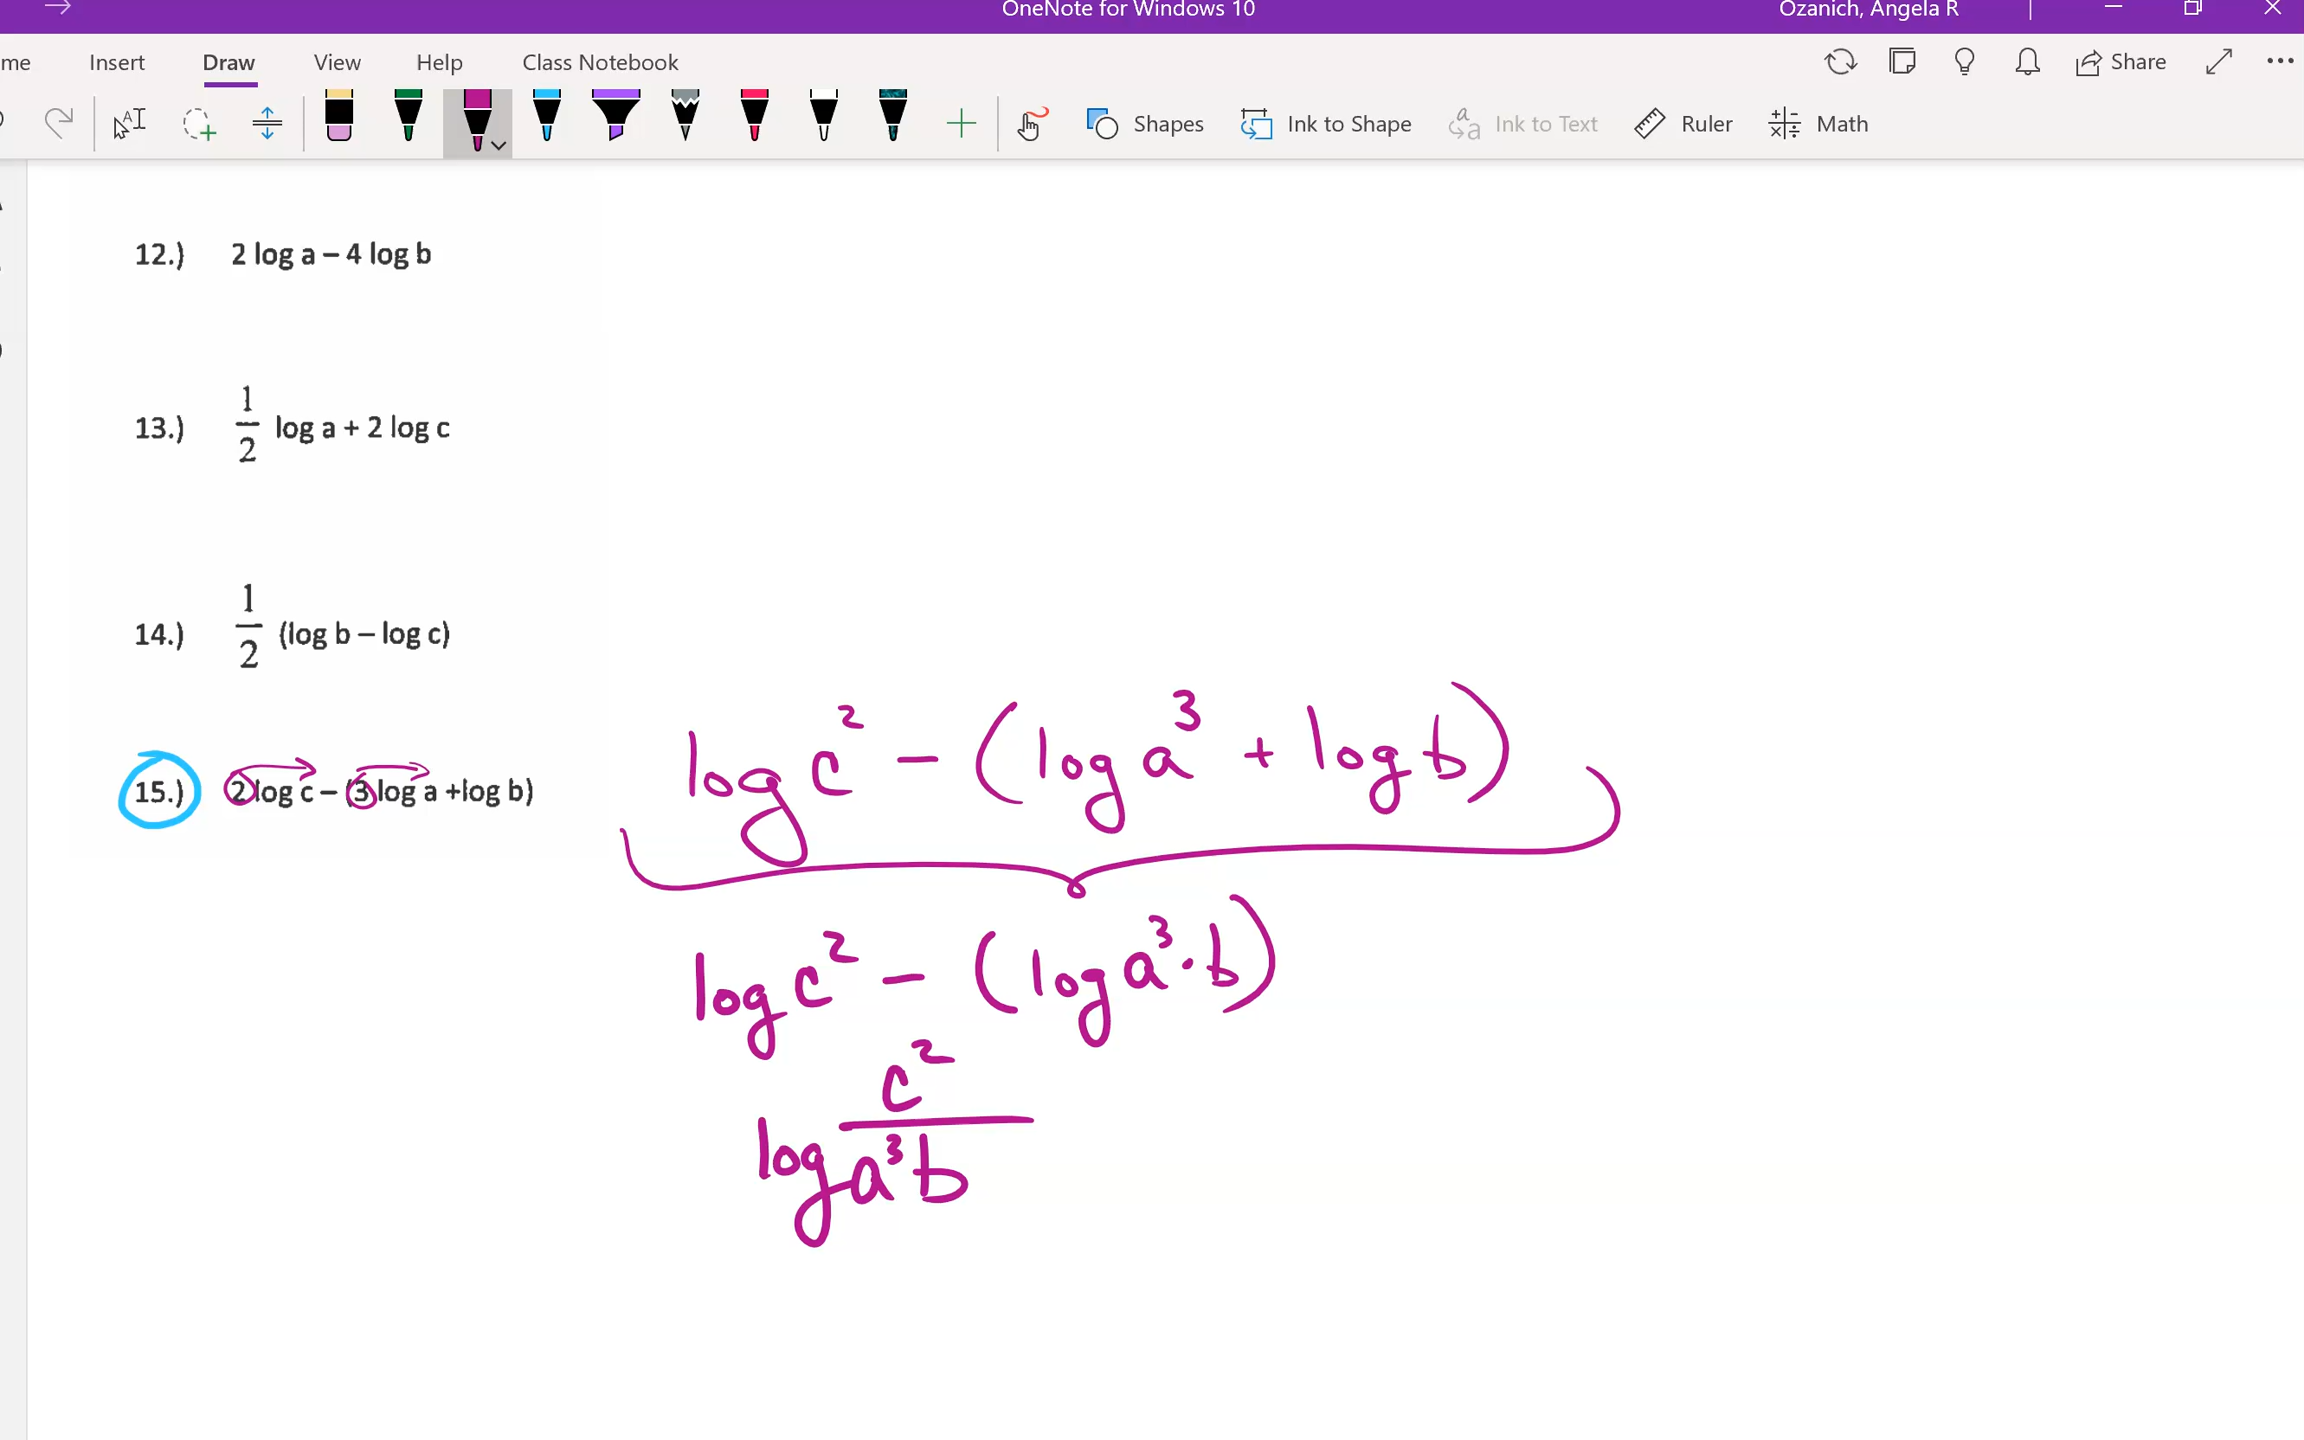 OneNote for Windows 10 Ozanich, Angela R
me Insert Draw View Help Class Notebook Share
Shapes Ink to Shape Ink to Text Ruler Math
12.) 2 log a – 4 log b
13.) 1/2 log a + 2 log c
14.) 1/2 (log b – log c)
log c² – (log a³ + log b)
15.) 2 log c – (3 log a +log b)
log c² – (log a³ · b)
log c²/a³b